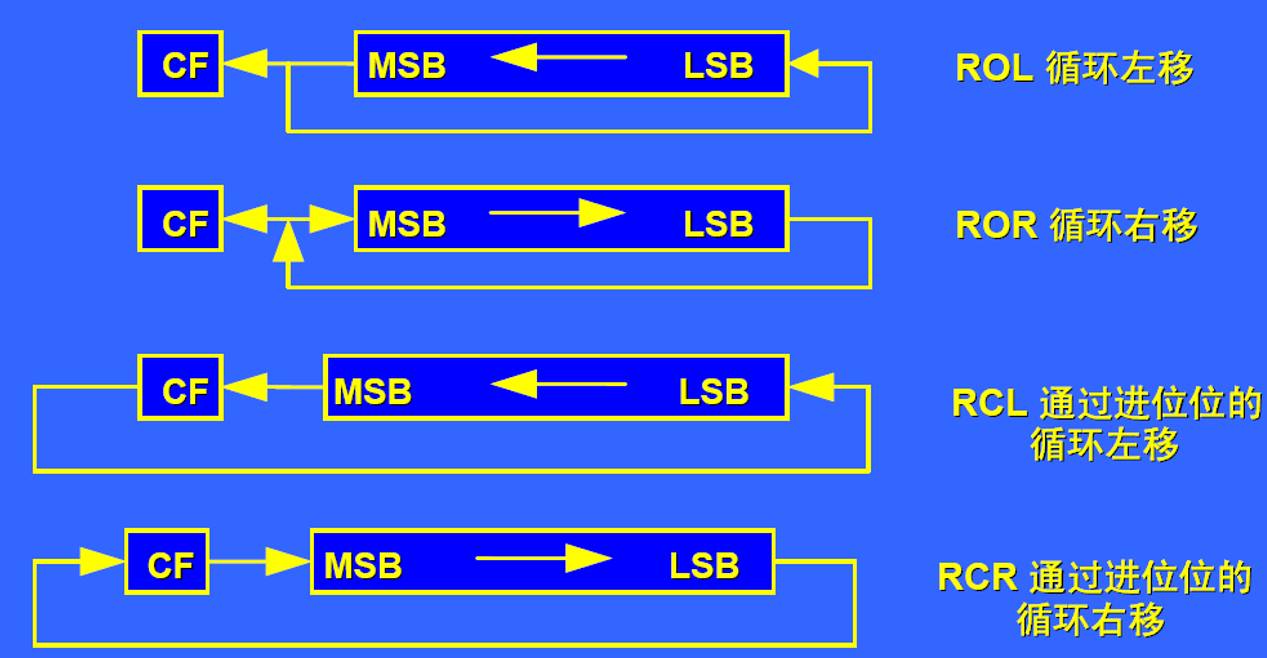 CF MSB LSB ROL 循环左移
CF MSB LSB ROR 循环右移
CF MSB LSB RCL 通过进位位的
循环左移
CF MSB LSB RCR 通过进位位的
循环右移